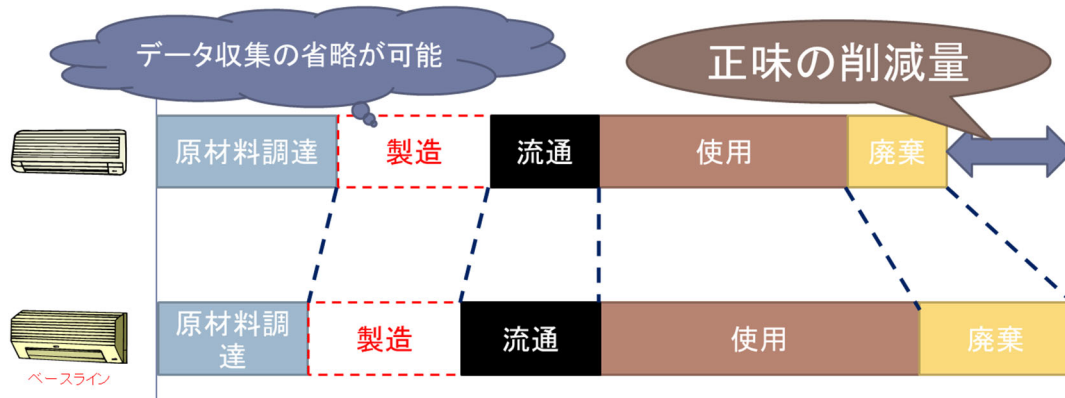 データ収集の省略が可能
正味の削減量
原材料調達
製造
流通
使用
廃棄
原材料調
達
製造
流通
使用
廃棄
ベースライン